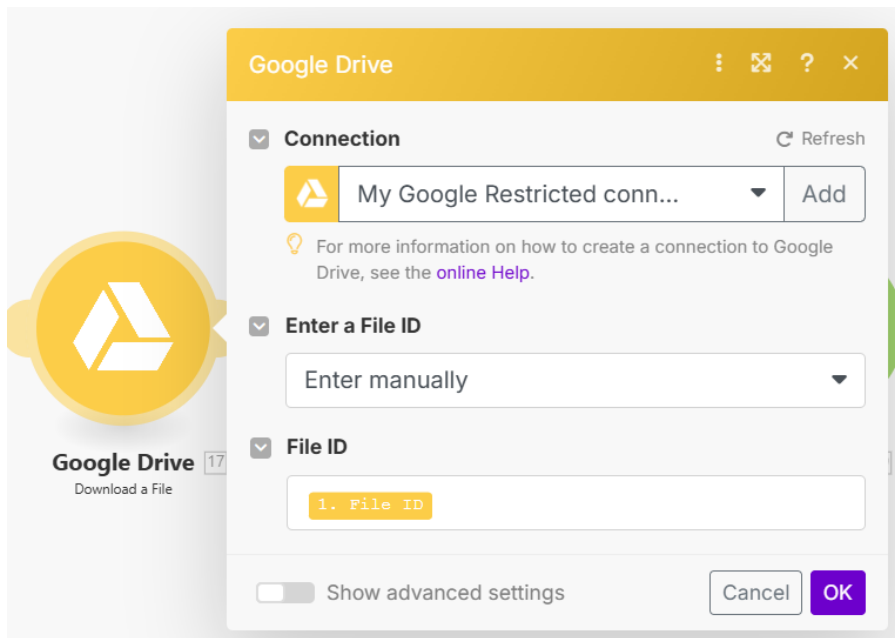 Google Drive
?
Connection
Refresh
My Google Restricted conn...
Add
For more information on how to create a connection to Google
Drive, see the online Help.
Enter a File ID
Enter manually
File ID
1. File ID
Show advanced settings
Cancel
OK
Google Drive
17
Download a File